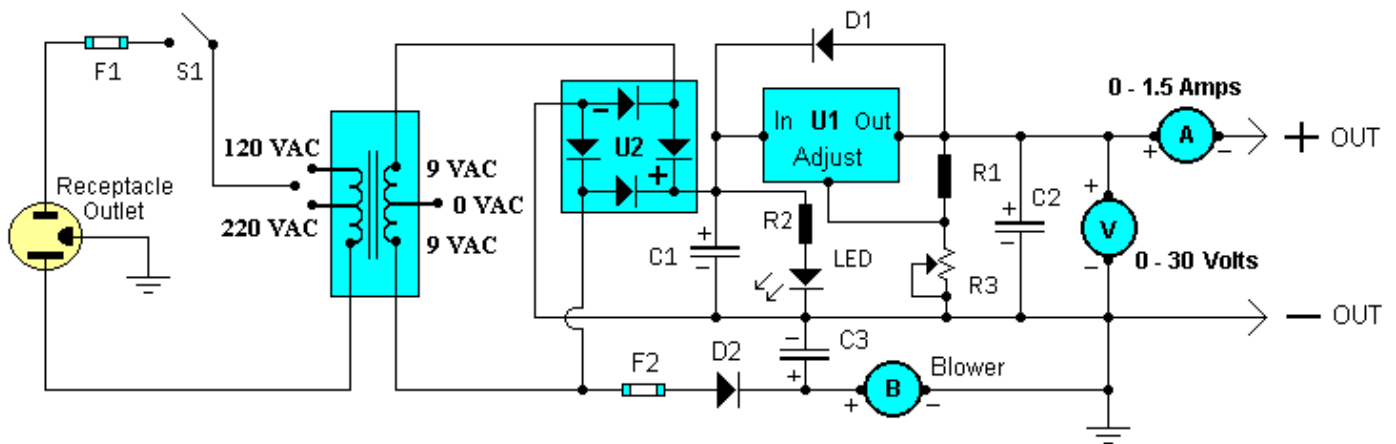 F1
S1
120 VAC
220 VAC
Receptacle
Outlet
9 VAC
0 VAC
9 VAC
-
U2
+
D1
In U1 Out
Adjust
R1
R2
LED
C1
+
-
R3
C2
+
-
0 - 1.5 Amps
A
+ -
+ OUT
+
V
-
0 - 30 Volts
- OUT
F2
D2
-
C3
+
B
+ -
Blower